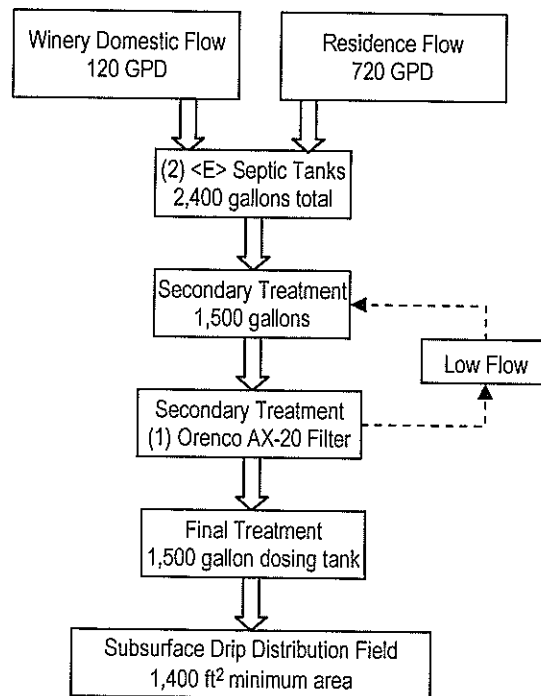 Winery Domestic Flow
120 GPD
Residence Flow
720 GPD
(2) <E> Septic Tanks
2,400 gallons total
Secondary Treatment
1,500 gallons
Low Flow
Secondary Treatment
(1) Orenco AX-20 Filter
Final Treatment
1,500 gallon dosing tank
Subsurface Drip Distribution Field
1,400 ft² minimum area